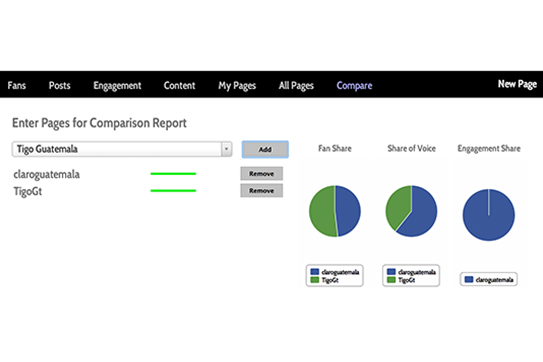 Fans Posts Engagement Content My Pages All Pages Compare New Page
Enter Pages for Comparison Report
Tigo Guatemala Add
claroguatemala Remove
TigoGt Remove
Fan Share Share of Voice Engagement Share
claroguatemala
TigoGt
claroguatemala
TigoGt
claroguatemala